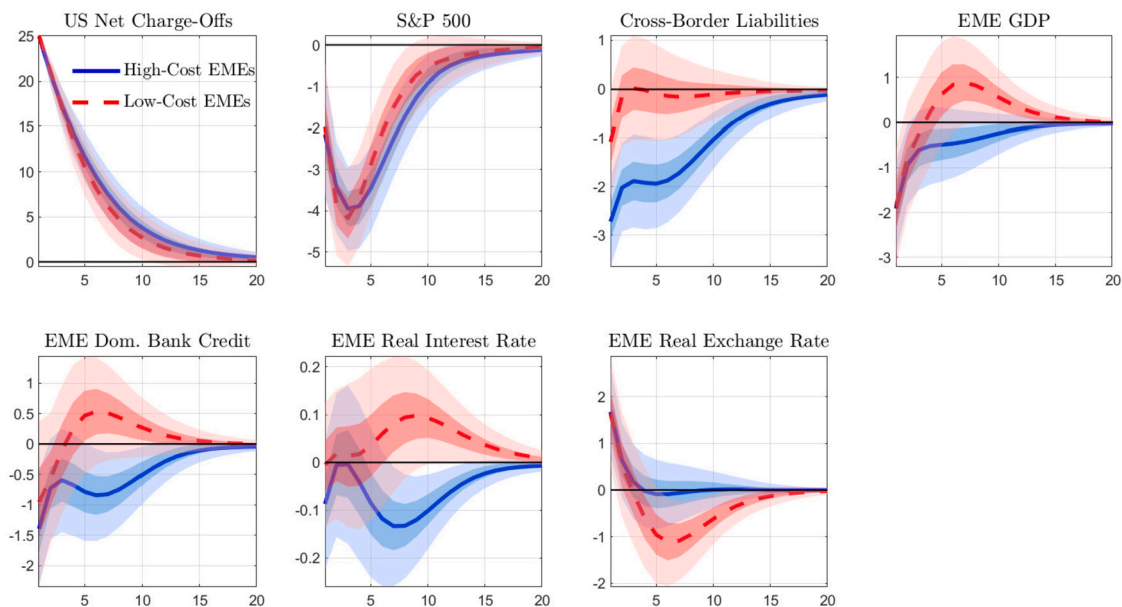 US Net Charge-Offs
25
20
15
10
5
0
5 10 15 20
High-Cost EMEs
Low-Cost EMEs
S&P 500
0
-1
-2
-3
-4
-5
5 10 15 20
Cross-Border Liabilities
1
0
-1
-2
-3
5 10 15 20
EME GDP
1
0
-1
-2
-3
5 10 15 20
EME Dom. Bank Credit
1
0.5
0
-0.5
-1
-1.5
-2
5 10 15 20
EME Real Interest Rate
0.2
0.1
0
-0.1
-0.2
5 10 15 20
EME Real Exchange Rate
2
1
0
-1
-2
5 10 15 20